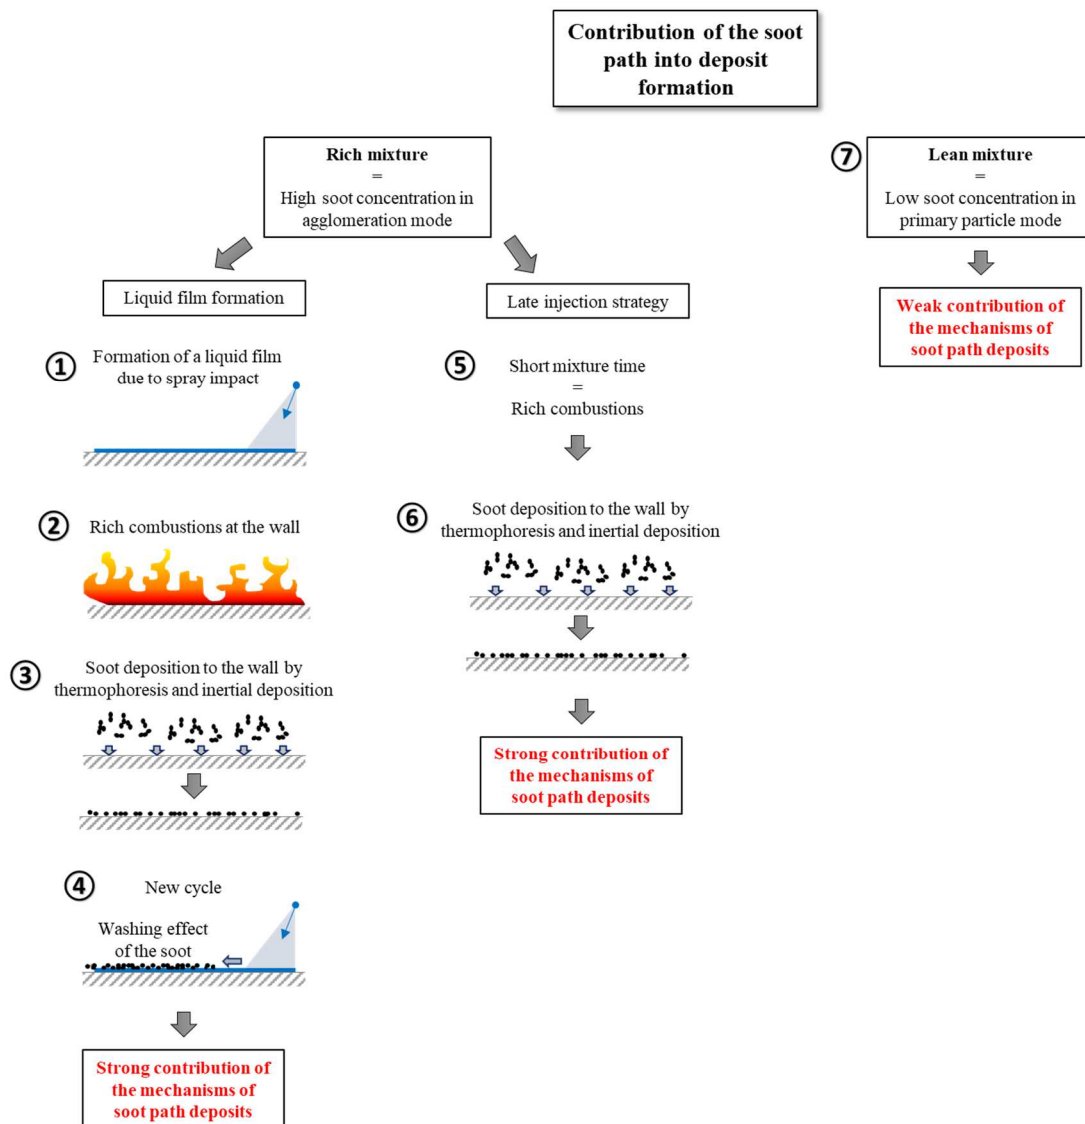 Contribution of the soot
path into deposit
formation
Rich mixture
=
High soot concentration in
agglomeration mode
⑦
Lean mixture
=
Low soot concentration in
primary particle mode
Liquid film formation
Late injection strategy
Weak contribution of
the mechanisms of
soot path deposits
①
Formation of a liquid film
due to spray impact
⑤
Short mixture time
=
Rich combustions
②
Rich combustions at the wall
⑥
Soot deposition to the wall by
thermophoresis and inertial deposition
③
Soot deposition to the wall by
thermophoresis and inertial deposition
Strong contribution of
the mechanisms of
soot path deposits
④
New cycle
Washing effect
of the soot
Strong contribution of
the mechanisms of
soot path deposits